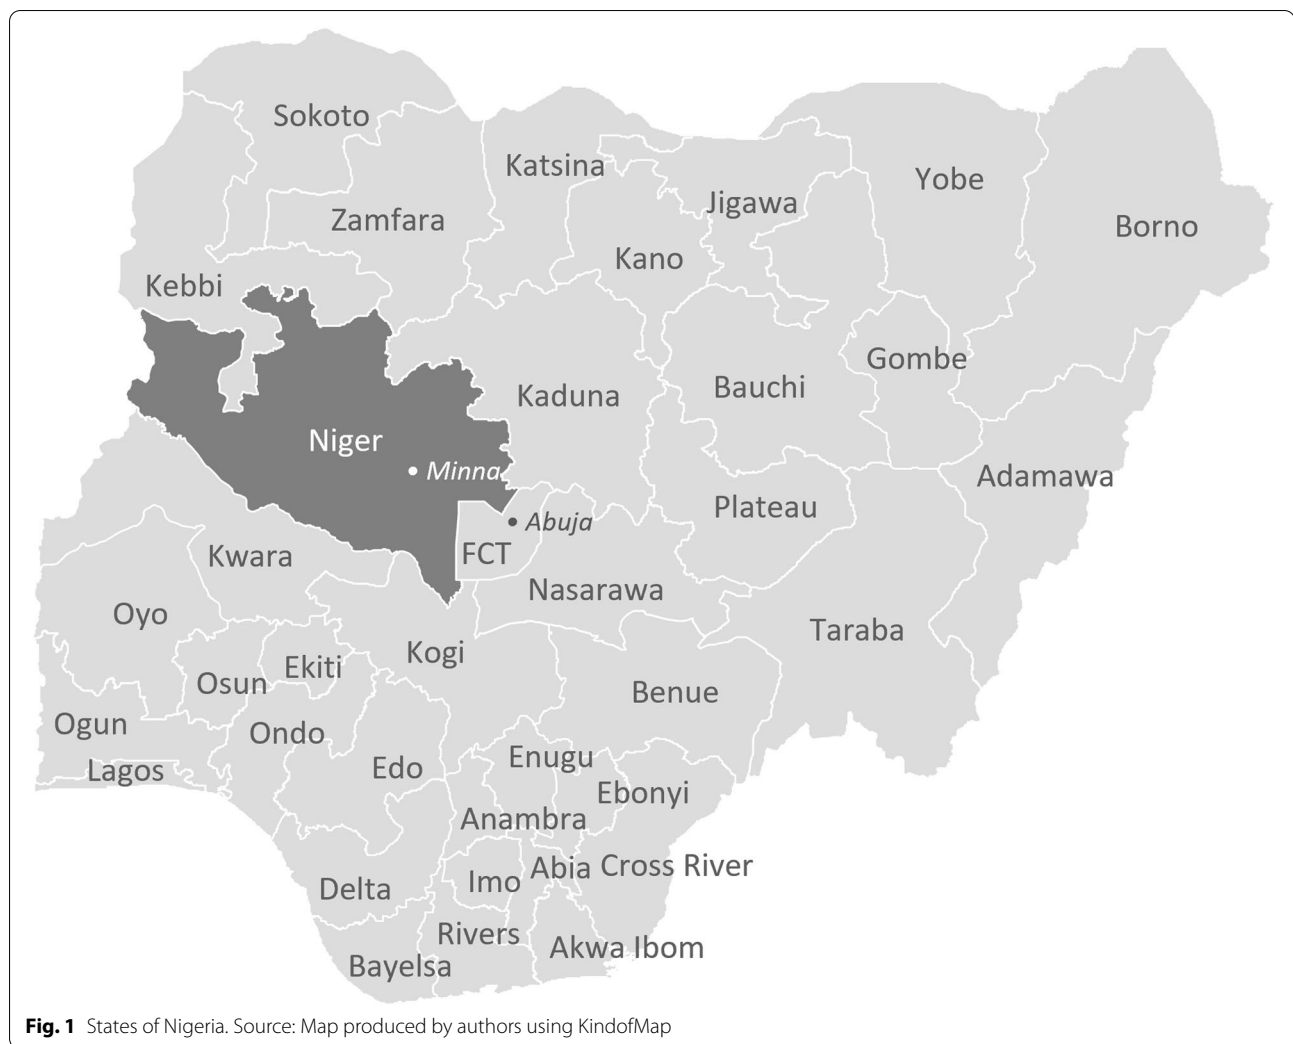 Sokoto
Katsina
Yobe
Jigawa
Zamfara
Borno
Kano
Kebbi
Gombe
Bauchi
Kaduna
Niger
Minna
Adamawa
Plateau
Abuja
FCT
Kwara
Nasarawa
Oyo
Taraba
Kogi
Ekiti
Osun
Benue
Ogun
Ondo
Enugu
Lagos
Edo
Ebonyi
Anambra
Abia
Cross River
Imo
Delta
Rivers
Akwa Ibom
Bayelsa
Fig. 1 States of Nigeria. Source: Map produced by authors using KindofMap